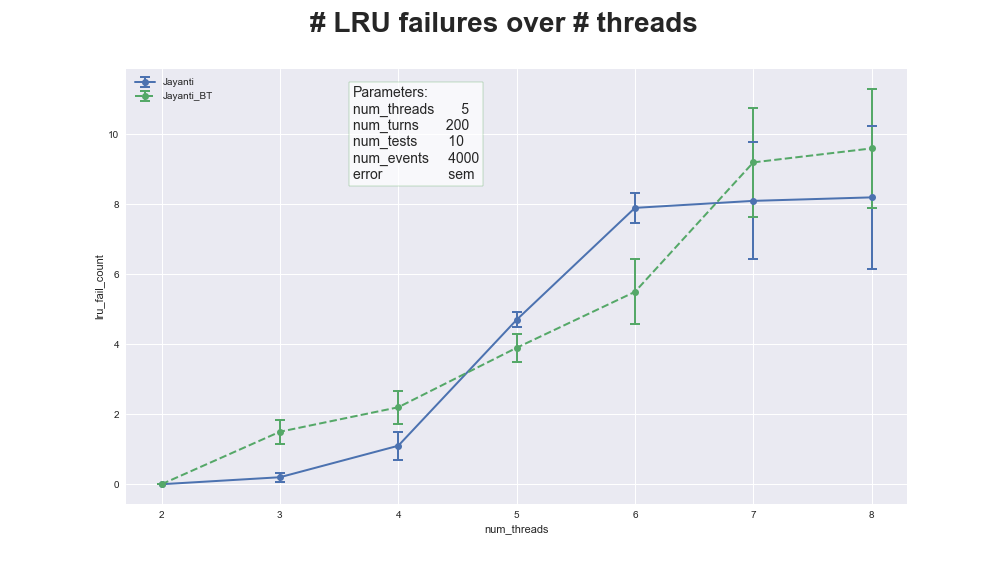 # LRU failures over # threads
Jayanti
Jayanti_BT
Parameters:
num_threads 5
num_turns 200
num_tests 10
num_events 4000
error sem
lru_fail_count
10
8
6
4
2
0
2 3 4 5 6 7 8
num_threads